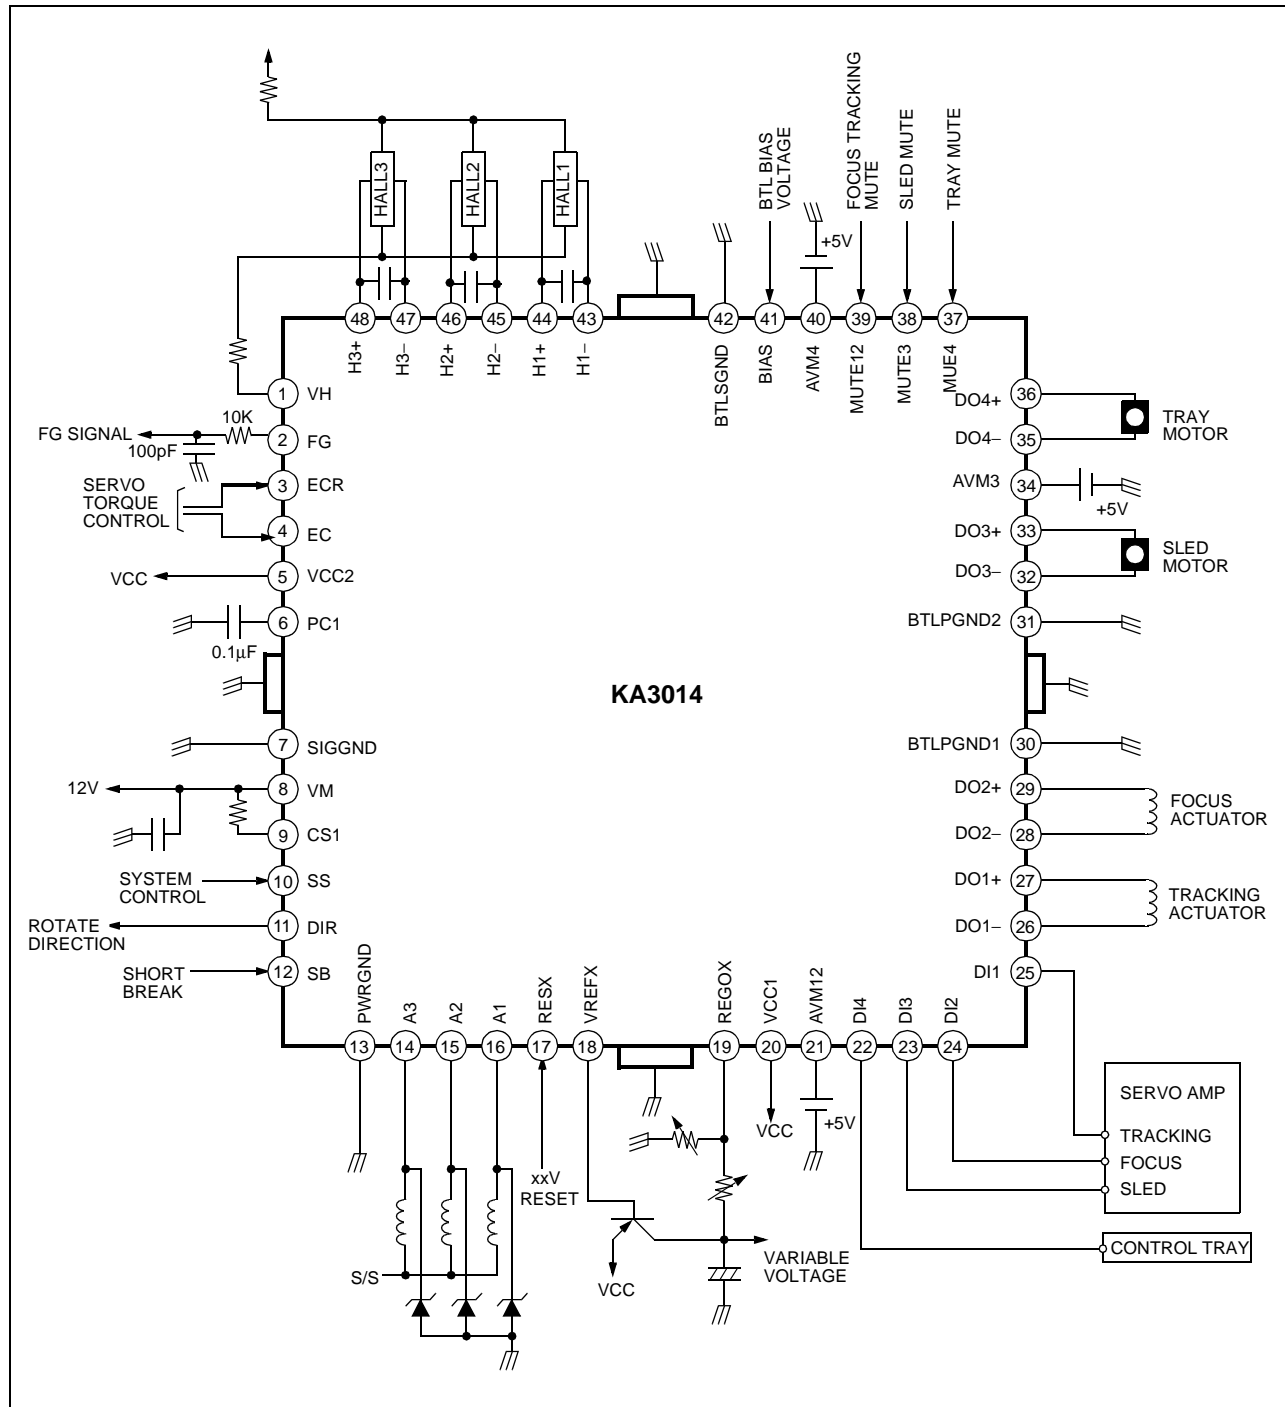 HALL3
HALL2
HALL1
BTL BIAS
VOLTAGE
FOCUS TRACKING
MUTE
SLED MUTE
TRAY MUTE
+5V
48
47
46
45
44
43
42
41
40
39
38
37
H3+
H3−
H2+
H2−
H1+
H1−
BTLSGND
BIAS
AVM4
MUTE12
MUTE3
MUE4
1
VH
FG SIGNAL
10K
100pF
2
FG
SERVO
TORQUE
CONTROL
3
ECR
4
EC
VCC
5
VCC2
6
PC1
0.1μF
7
SIGGND
12V
8
VM
9
CS1
SYSTEM
CONTROL
10
SS
ROTATE
DIRECTION
11
DIR
SHORT
BREAK
12
SB
KA3014
DO4+
36
DO4−
35
TRAY
MOTOR
AVM3
34
+5V
DO3+
33
DO3−
32
SLED
MOTOR
BTLPGND2
31
BTLPGND1
30
DO2+
29
DO2−
28
FOCUS
ACTUATOR
DO1+
27
DO1−
26
TRACKING
ACTUATOR
DI1
25
PWRGND
A3
A2
A1
RESX
VREFX
REGOX
VCC1
AVM12
DI4
DI3
DI2
13
14
15
16
17
18
19
20
21
22
23
24
xxV
RESET
VCC
+5V
S/S
VCC
VARIABLE
VOLTAGE
SERVO AMP
TRACKING
FOCUS
SLED
CONTROL TRAY